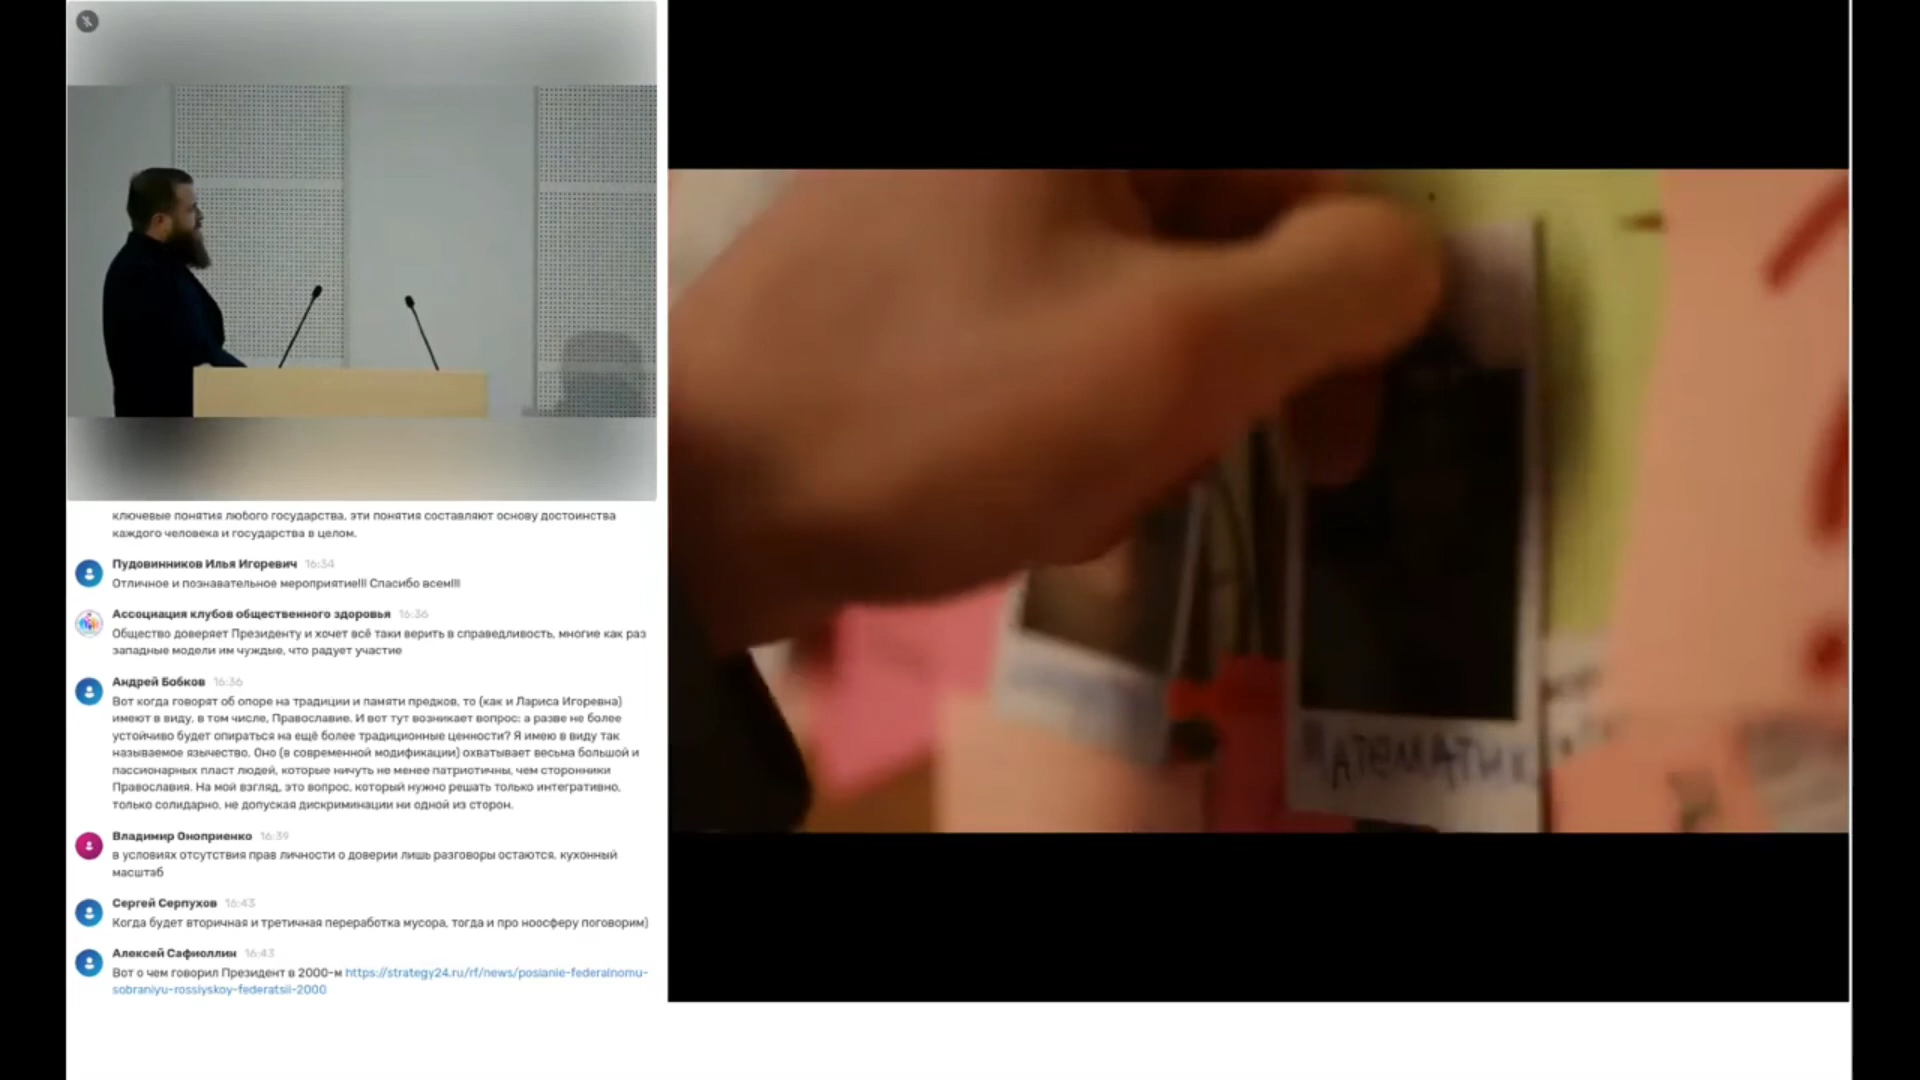 ключевые понятия любого государства, эти понятия составляют основу достоинства
каждого человека и государства в целом.
Пудовинников Илья Игоревич 16:34
Отличное и познавательное мероприятие!!! Спасибо всем!!!
Ассоциация клубов общественного здоровья 16:36
Общество доверяет Президенту и хочет всё таки верить в справедливость, многие как раз
западные модели им чуждые, что радует участие
Андрей Бобков 16:36
Вот когда говорят об опоре на традиции и памяти предков, то (как и Лариса Игоревна)
имеют в виду, в том числе, Православие. И вот тут возникает вопрос: а разве не более
устойчиво будет опираться на ещё более традиционные ценности? Я имею в виду так
называемое язычество. Оно (в современной модификации) охватывает весьма большой и
пассионарных пласт людей, которые ничуть не менее патриотичны, чем сторонники
Православия. На мой взгляд, это вопрос, который нужно решать только интегративно,
только солидарно, не допуская дискриминации ни одной из сторон.
Владимир Оноприенко 16:39
в условиях отсутствия прав личности о доверии лишь разговоры остаются, кухонный
масштаб
Сергей Серпухов 16:43
Когда будет вторичная и третичная переработка мусора, тогда и про ноосферу поговорим)
Алексей Сафиоллин 16:43
Вот о чем говорил Президент в 2000-м https://strategy24.ru/rf/news/poslanie-federalnomu-
sobraniyu-rossiyskoy-federatsii-2000
МАТЕМАТИК